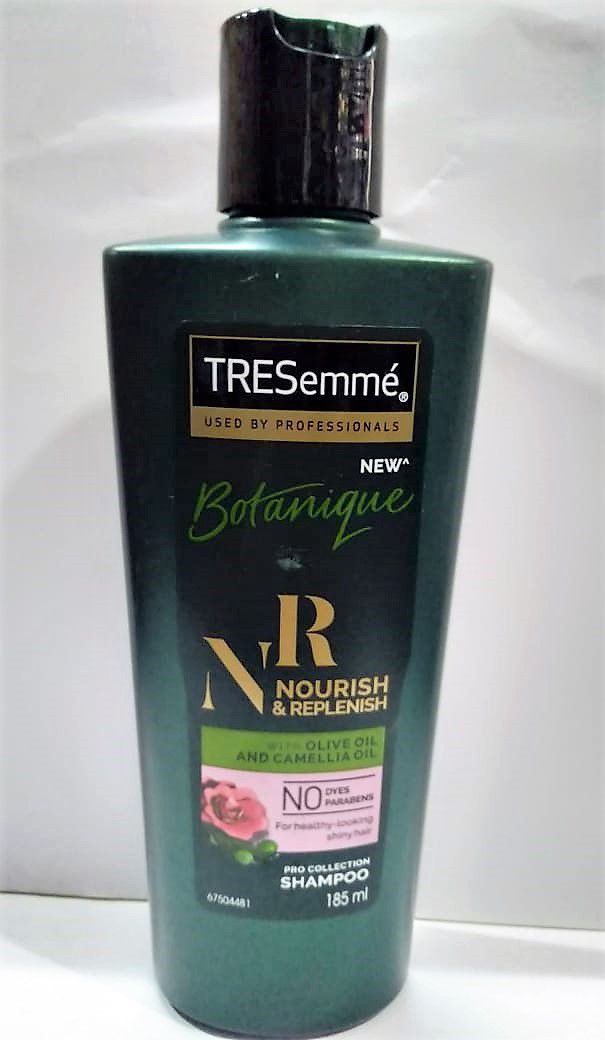 TRESemmé®
USED BY PROFESSIONALS
NEW^
Botanique
NR
NOURISH
& REPLENISH
WITH OLIVE OIL
AND CAMELLIA OIL
NO DYES
PARABENS
For healthy-looking
shiny hair
PRO COLLECTION
SHAMPOO
67504481 185 ml